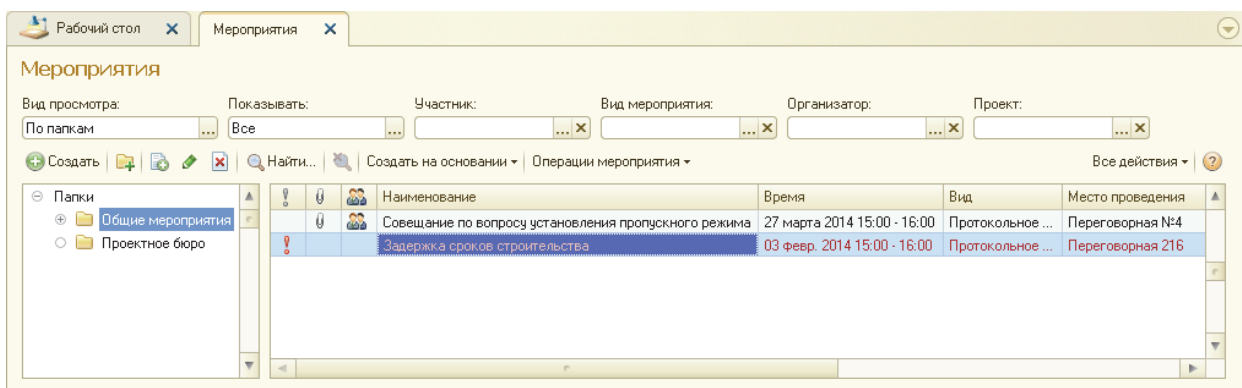 Рабочий стол Мероприятия
Мероприятия
Вид просмотра: Показывать: Участник: Вид мероприятия: Организатор: Проект:
По папкам ... Все ... ... ... ... ...
Создать Найти... Создать на основании Операции мероприятия Все действия ?
Папки Наименование Время Вид Место проведения
Общие мероприятия Совещание по вопросу установления пропускного режима 27 марта 2014 15:00 - 16:00 Протокольное ... Переговорная №4
Проектное бюро Задержка сроков строительства 03 февр. 2014 15:00 - 16:00 Протокольное ... Переговорная 216